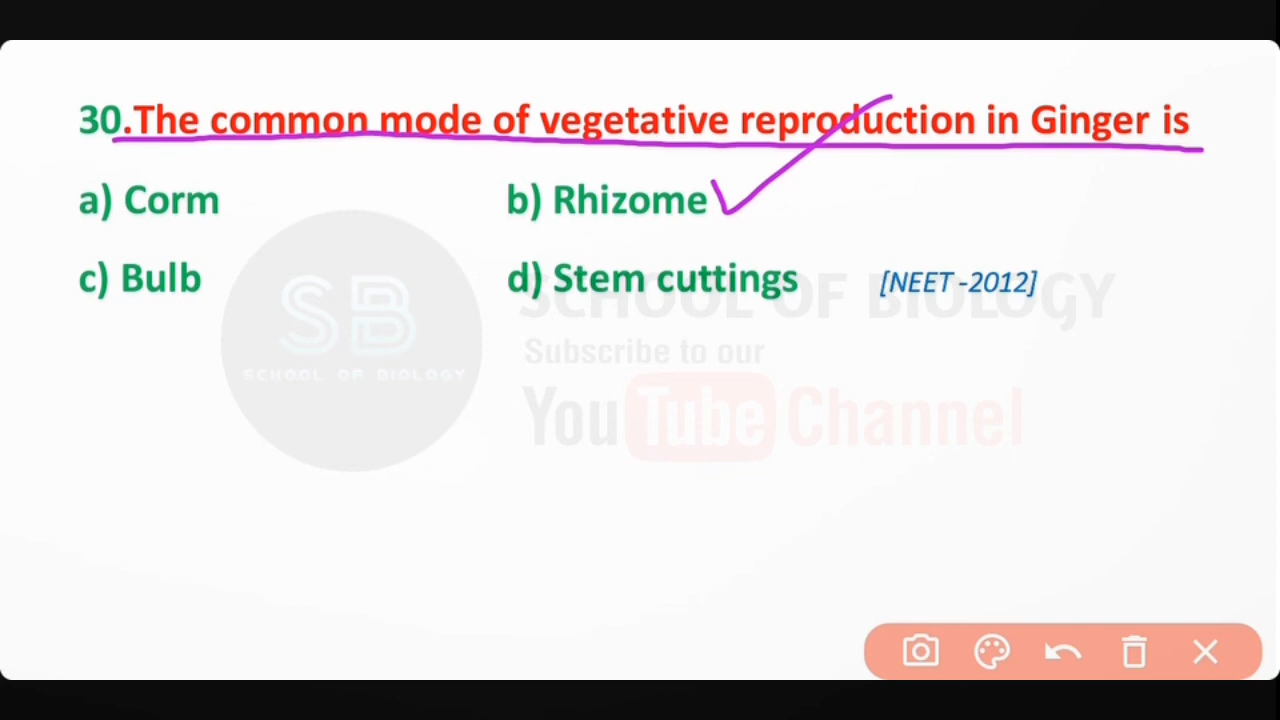 30.The common mode of vegetative reproduction in Ginger is
a) Corm b) Rhizome
c) Bulb d) Stem cuttings [NEET -2012]
SB
SCHOOL OF BIOLOGY
SCHOOL OF BIOLOGY
Subscribe to our
YouTube Channel